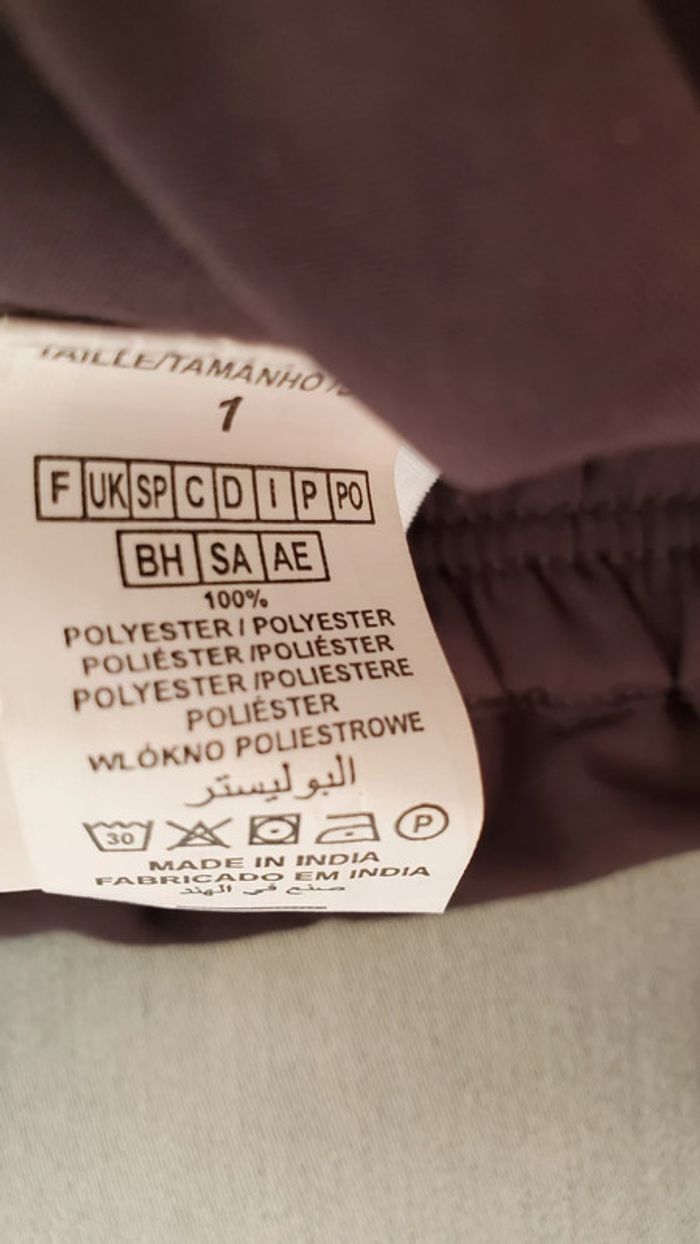 TAILLE/TAMANHO
1
F UK SP C D I P PO
BH SA AE
100%
POLYESTER / POLYESTER
POLIÉSTER /POLIÉSTER
POLYESTER /POLIESTERE
POLIÉSTER
WLÓKNO POLIESTROWE
البوليستر
30 P
MADE IN INDIA
FABRICADO EM INDIA
صنع في الهند